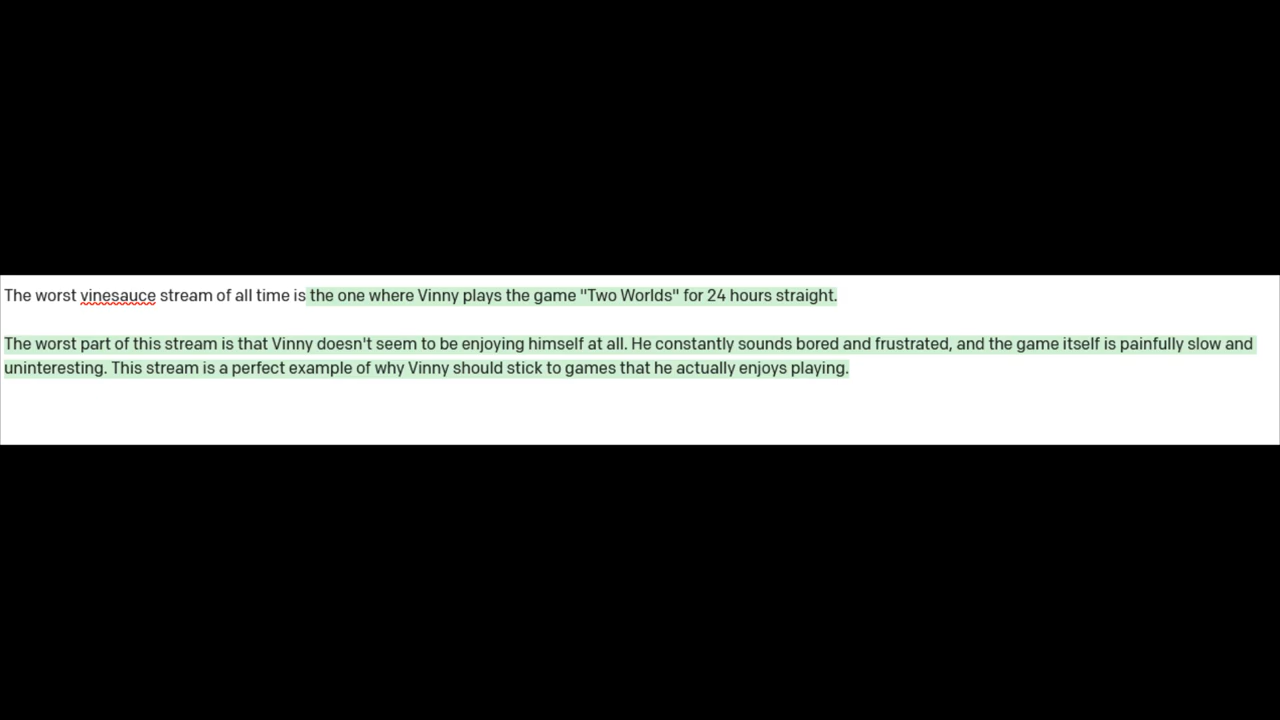 The worst vinesauce stream of all time is the one where Vinny plays the game "Two Worlds" for 24 hours straight.
The worst part of this stream is that Vinny doesn't seem to be enjoying himself at all. He constantly sounds bored and frustrated, and the game itself is painfully slow and
uninteresting. This stream is a perfect example of why Vinny should stick to games that he actually enjoys playing.